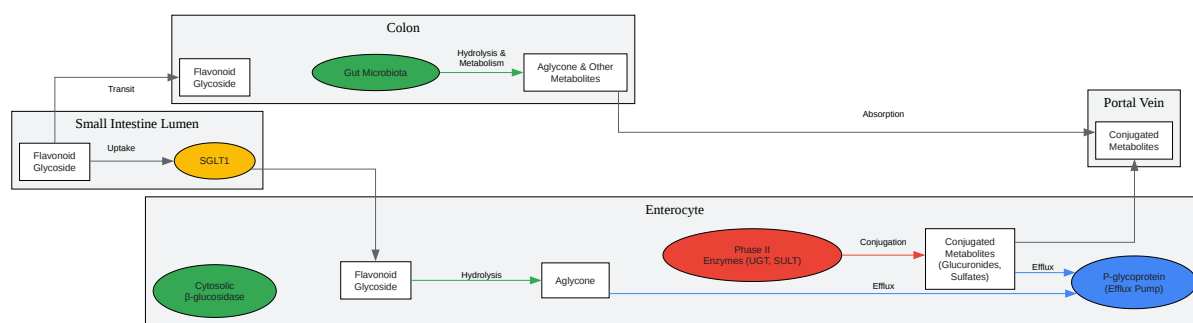 Colon
Flavonoid
Glycoside
Gut Microbiota
Hydrolysis &
Metabolism
Aglycone & Other
Metabolites
Transit
Absorption
Small Intestine Lumen
Flavonoid
Glycoside
Uptake
SGLT1
Portal Vein
Conjugated
Metabolites
Enterocyte
Cytosolic
β-glucosidase
Flavonoid
Glycoside
Hydrolysis
Aglycone
Phase II
Enzymes (UGT, SULT)
Conjugation
Conjugated
Metabolites
(Glucuronides,
Sulfates)
Efflux
Efflux
P-glycoprotein
(Efflux Pump)